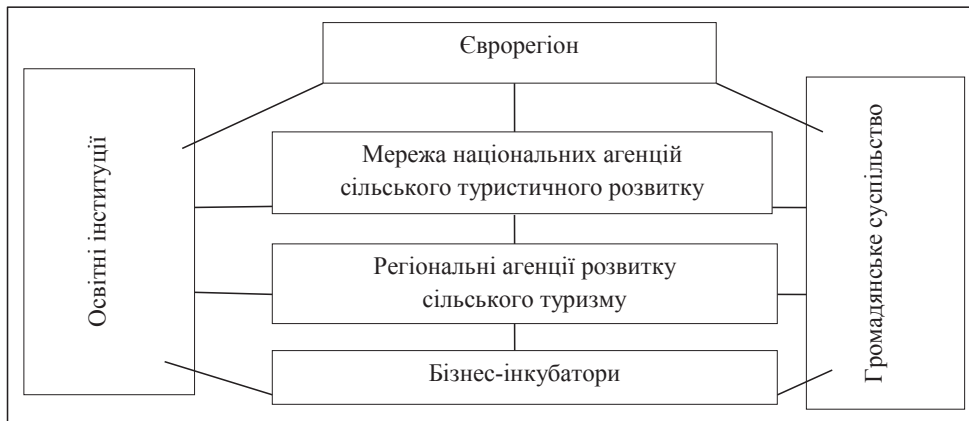 Єврорегіон
Освітні інституції
Мережа національних агенцій
сільського туристичного розвитку
Регіональні агенції розвитку
сільського туризму
Бізнес-інкубатори
Громадянське суспільство